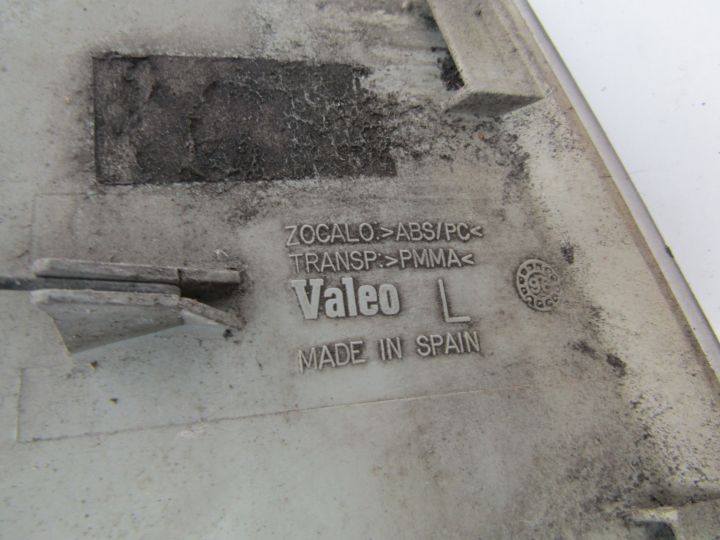 ZOCALO:>ABS/PC<
TRANSP:>PMMA<
Valeo L
MADE IN SPAIN